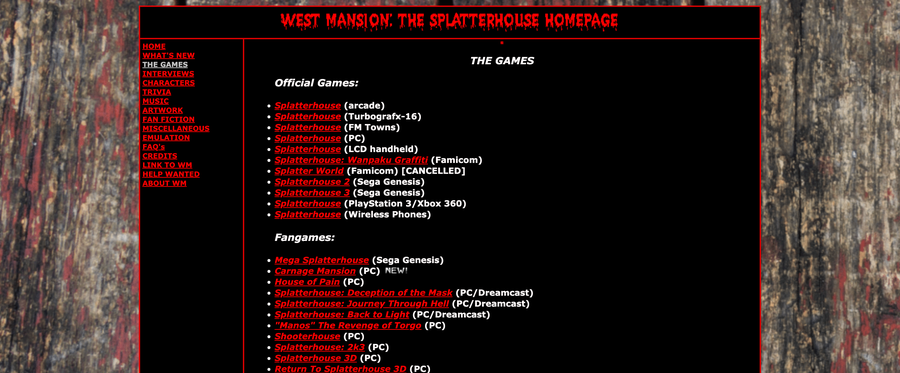 WEST MANSION: THE SPLATTERHOUSE HOMEPAGE
HOME
WHAT'S NEW
THE GAMES
INTERVIEWS
CHARACTERS
TRIVIA
MUSIC
ARTWORK
FAN FICTION
MISCELLANEOUS
EMULATION
FAQ's
CREDITS
LINK TO WM
HELP WANTED
ABOUT WM
THE GAMES
Official Games:
• Splatterhouse (arcade)
• Splatterhouse (Turbografx-16)
• Splatterhouse (FM Towns)
• Splatterhouse (PC)
• Splatterhouse (LCD handheld)
• Splatterhouse: Wanpaku Graffiti (Famicom)
• Splatter World (Famicom) [CANCELLED]
• Splatterhouse 2 (Sega Genesis)
• Splatterhouse 3 (Sega Genesis)
• Splatterhouse (PlayStation 3/Xbox 360)
• Splatterhouse (Wireless Phones)
Fangames:
• Mega Splatterhouse (Sega Genesis)
• Carnage Mansion (PC) NEW!
• House of Pain (PC)
• Splatterhouse: Deception of the Mask (PC/Dreamcast)
• Splatterhouse: Journey Through Hell (PC/Dreamcast)
• Splatterhouse: Back to Light (PC/Dreamcast)
• "Manos" The Revenge of Torgo (PC)
• Shooterhouse (PC)
• Splatterhouse: 2k3 (PC)
• Splatterhouse 3D (PC)
• Return To Splatterhouse 3D (PC)